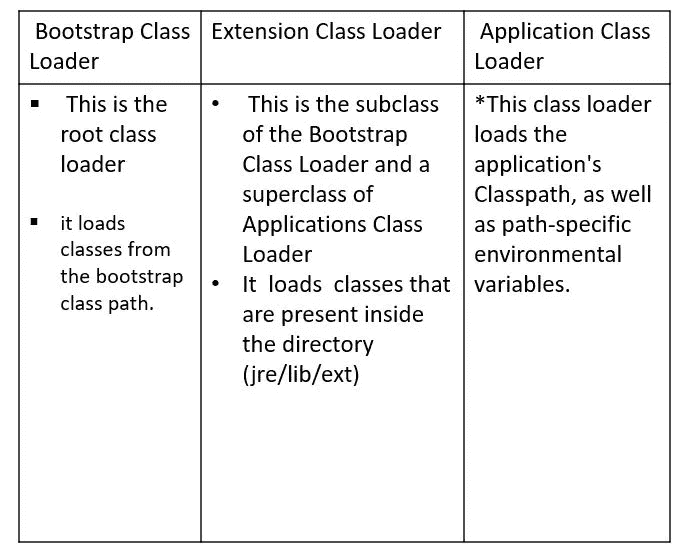 Bootstrap Class
Loader
Extension Class Loader
Application Class
Loader
▪ This is the
root class
loader
▪ it loads
classes from
the bootstrap
class path.
• This is the subclass
of the Bootstrap
Class Loader and a
superclass of
Applications Class
Loader
• It loads classes that
are present inside
the directory
(jre/lib/ext)
*This class loader
loads the
application's
Classpath, as well
as path-specific
environmental
variables.